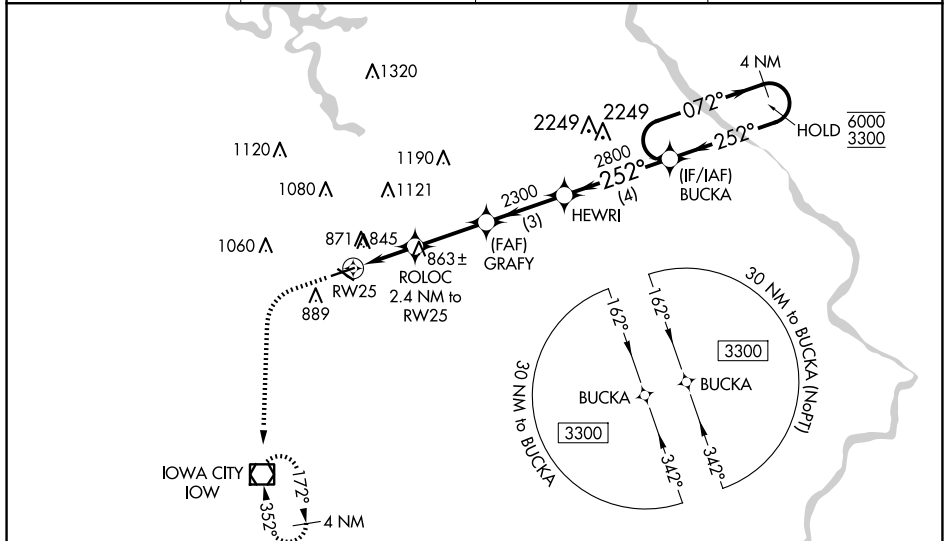 1320
4 NM
072°
2249
2249
HOLD
6000
3300
252°
1120
1190
2800
252°
(4)
(IF/IAF)
BUCKA
1080
1121
2300
(3)
HEWRI
1060
871
845
863±
(FAF)
GRAFY
ROLOC
2.4 NM to
RW25
RW25
889
162°
162°
30 NM to BUCKA (NoPT)
3300
BUCKA
BUCKA
30 NM to BUCKA
3300
342°
342°
IOWA CITY
IOW
172°
352°
4 NM